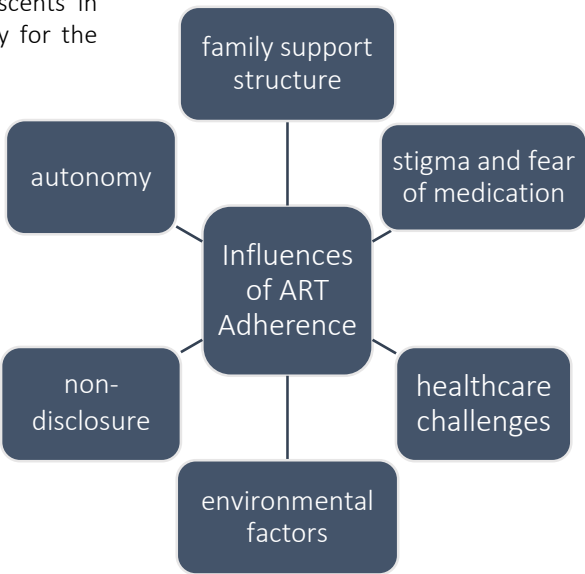 in
for the
family support
structure
stigma and fear
of medication
autonomy
Influences
of ART
Adherence
non-
disclosure
healthcare
challenges
environmental
factors